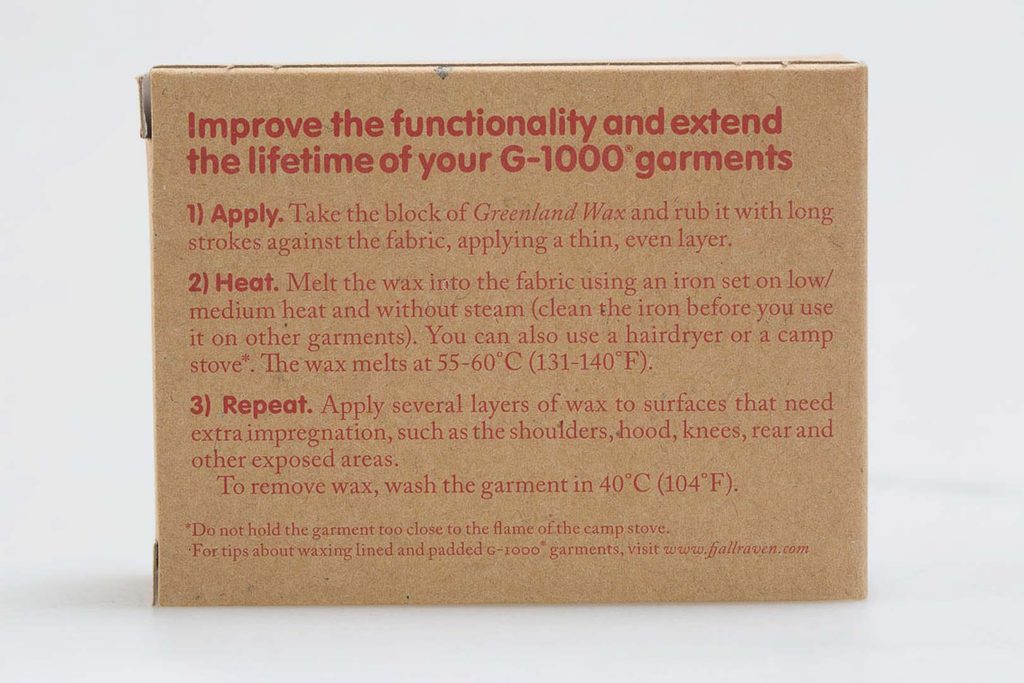 Improve the functionality and extend
the lifetime of your G-1000® garments
1) Apply. Take the block of Greenland Wax and rub it with long
strokes against the fabric, applying a thin, even layer.
2) Heat. Melt the wax into the fabric using an iron set on low/
medium heat and without steam (clean the iron before you use
it on other garments). You can also use a hairdryer or a camp
stove*. The wax melts at 55-60°C (131-140°F).
3) Repeat. Apply several layers of wax to surfaces that need
extra impregnation, such as the shoulders, hood, knees, rear and
other exposed areas.
To remove wax, wash the garment in 40°C (104°F).
*Do not hold the garment too close to the flame of the camp stove.
For tips about waxing lined and padded G-1000® garments, visit www.fjallraven.com